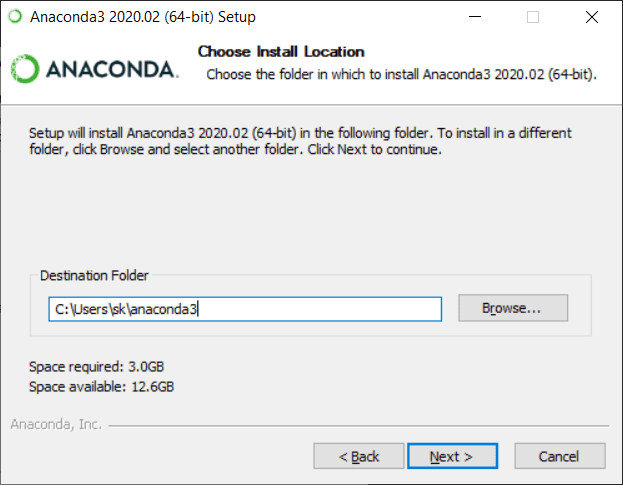 Anaconda3 2020.02 (64-bit) Setup
Choose Install Location
ANACONDA.
Choose the folder in which to install Anaconda3 2020.02 (64-bit).
Setup will install Anaconda3 2020.02 (64-bit) in the following folder. To install in a different
folder, click Browse and select another folder. Click Next to continue.
Destination Folder
C:\Users\sk\anaconda3
Browse...
Space required: 3.0GB
Space available: 12.6GB
Anaconda, Inc.
< Back
Next >
Cancel